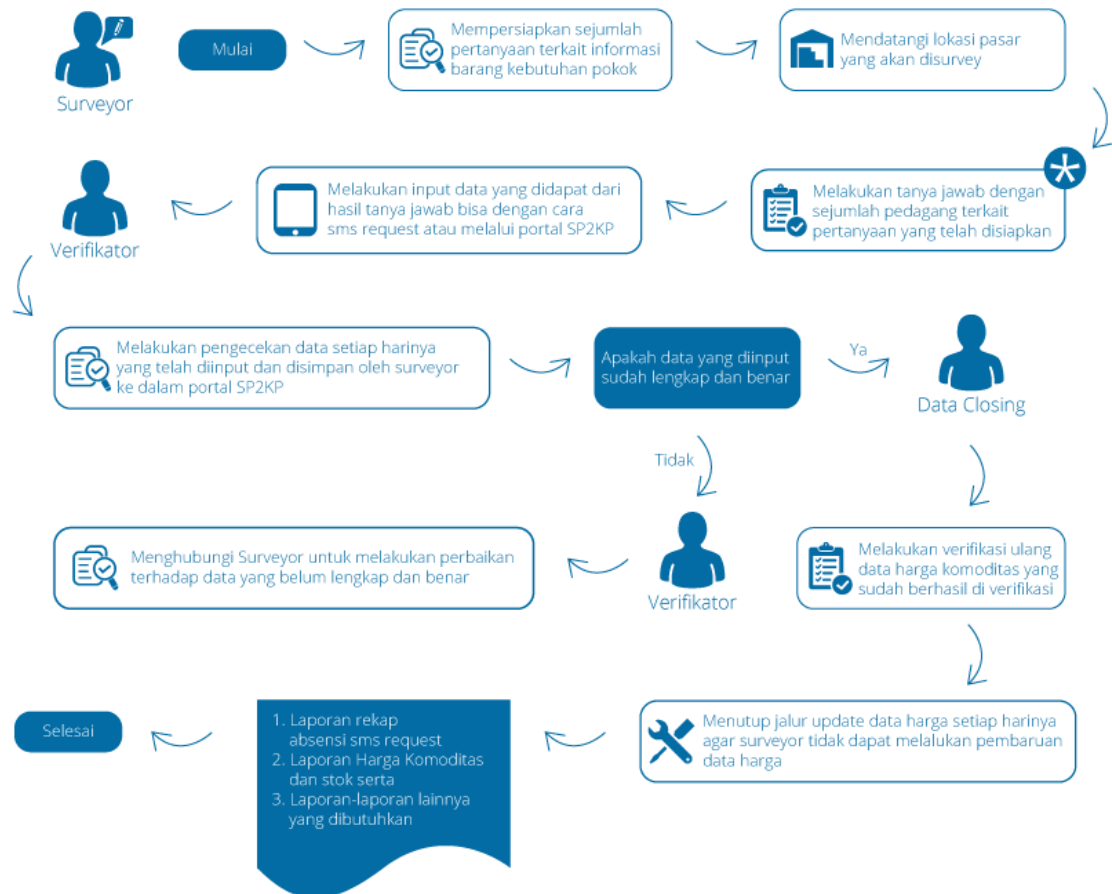 Mulai
Mempersiapkan sejumlah
pertanyaan terkait informasi
barang kebutuhan pokok
Mendatangi lokasi pasar
yang akan disurvey
Surveyor
Melakukan tanya jawab dengan
sejumlah pedagang terkait
pertanyaan yang telah disiapkan
Melakukan input data yang didapat dari
hasil tanya jawab bisa dengan cara
sms request atau melalui portal SP2KP
Verifikator
Melakukan pengecekan data setiap harinya
yang telah diinput dan disimpan oleh surveyor
ke dalam portal SP2KP
Apakah data yang diinput
sudah lengkap dan benar
Ya
Data Closing
Tidak
Verifikator
Menghubungi Surveyor untuk melakukan perbaikan
terhadap data yang belum lengkap dan benar
Melakukan verifikasi ulang
data harga komoditas yang
sudah berhasil di verifikasi
Menutup jalur update data harga setiap harinya
agar surveyor tidak dapat melalukan pembaruan
data harga
1. Laporan rekap
absensi sms request
2. Laporan Harga Komoditas
dan stok serta
3. Laporan-laporan lainnya
yang dibutuhkan
Selesai